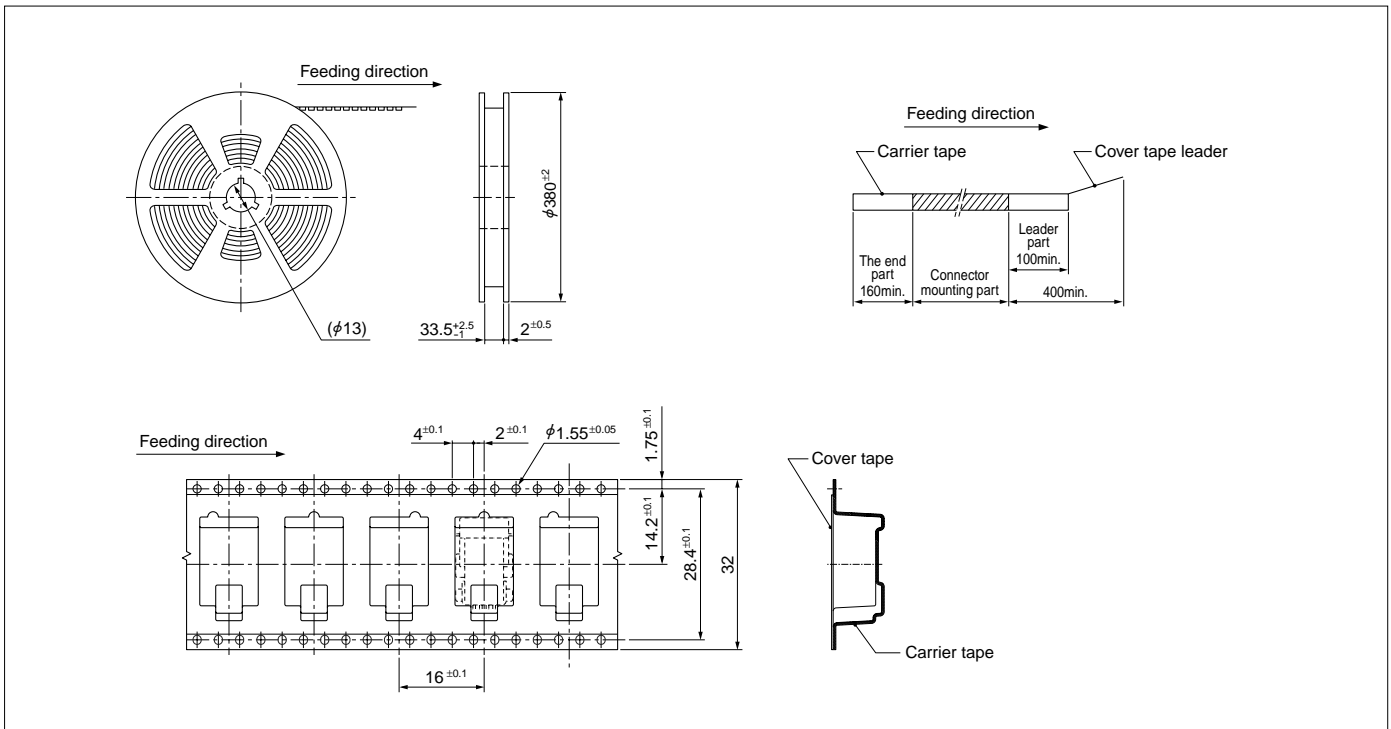 Feeding direction
ϕ380±2
(ϕ13)
33.5+2.5-1
2±0.5
Feeding direction
Carrier tape
Cover tape leader
Leader
part
100min.
The end
part
160min.
Connector
mounting part
400min.
Feeding direction
4±0.1
2±0.1
ϕ1.55±0.05
1.75±0.1
14.2±0.1
28.4±0.1
32
16±0.1
Cover tape
Carrier tape